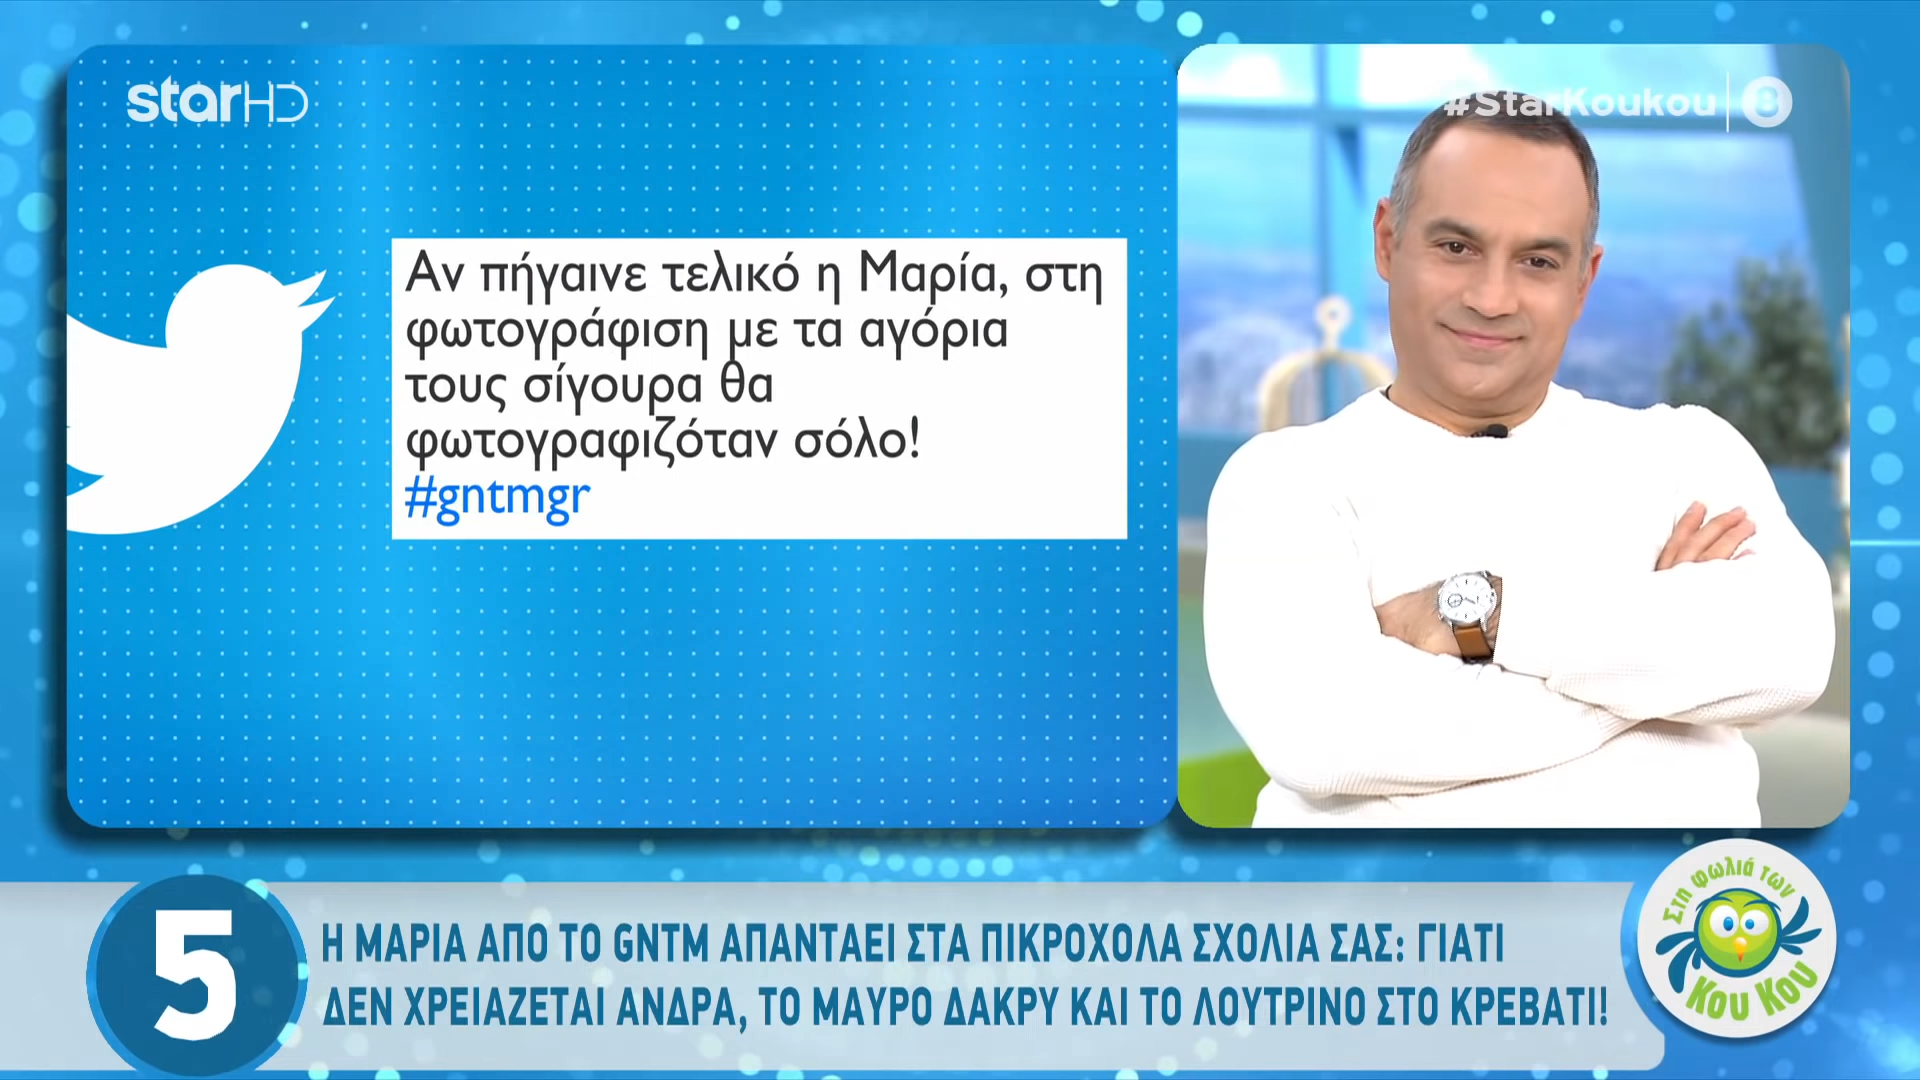 starHD
#StarKoukou | 8
Αν πήγαινε τελικό η Μαρία, στη
φωτογράφιση με τα αγόρια
τους σίγουρα θα
φωτογραφιζόταν σόλο!
#gntmgr
5
Η ΜΑΡΙΑ ΑΠΟ ΤΟ GNTM ΑΠΑΝΤΑΕΙ ΣΤΑ ΠΙΚΡΟΧΟΛΑ ΣΧΟΛΙΑ ΣΑΣ: ΓΙΑΤΙ
ΔΕΝ ΧΡΕΙΑΖΕΤΑΙ ΑΝΔΡΑ, ΤΟ ΜΑΥΡΟ ΔΑΚΡΥ ΚΑΙ ΤΟ ΛΟΥΤΡΙΝΟ ΣΤΟ ΚΡΕΒΑΤΙ!
Στη φωλιά των
Κου Κου